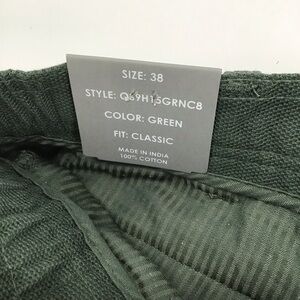 SIZE: 38
STYLE: Q69H15GRNC8
COLOR: GREEN
FIT: CLASSIC
MADE IN INDIA
100% COTTON